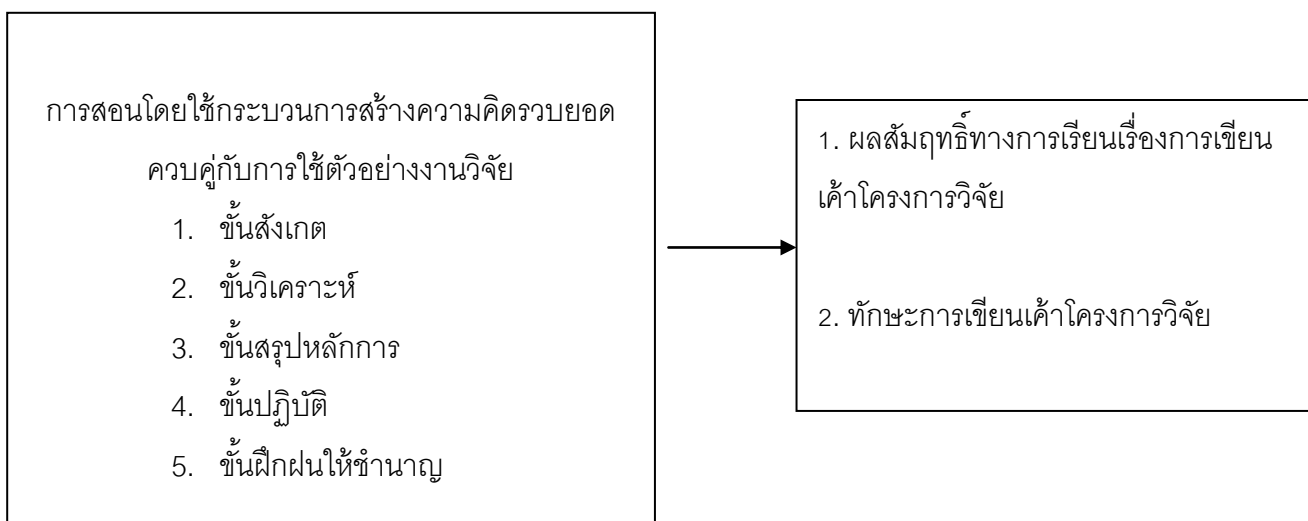 การสอนโดยใช้กระบวนการสร้างความคิดรวบยอด
ควบคู่กับการใช้ตัวอย่างงานวิจัย
1. ขั้นสังเกต
2. ขั้นวิเคราะห์
3. ขั้นสรุปหลักการ
4. ขั้นปฏิบัติ
5. ขั้นฝึกฝนให้ชำนาญ
1. ผลสัมฤทธิ์ทางการเรียนเรื่องการเขียน
เค้าโครงการวิจัย
2. ทักษะการเขียนเค้าโครงการวิจัย